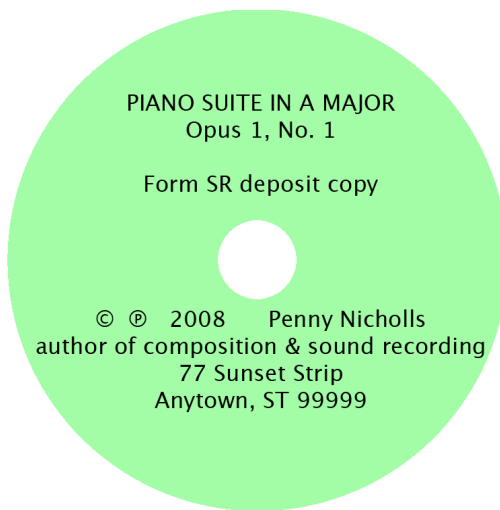 PIANO SUITE IN A MAJOR
Opus 1, No. 1
Form SR deposit copy
© ℗ 2008 Penny Nicholls
author of composition & sound recording
77 Sunset Strip
Anytown, ST 99999